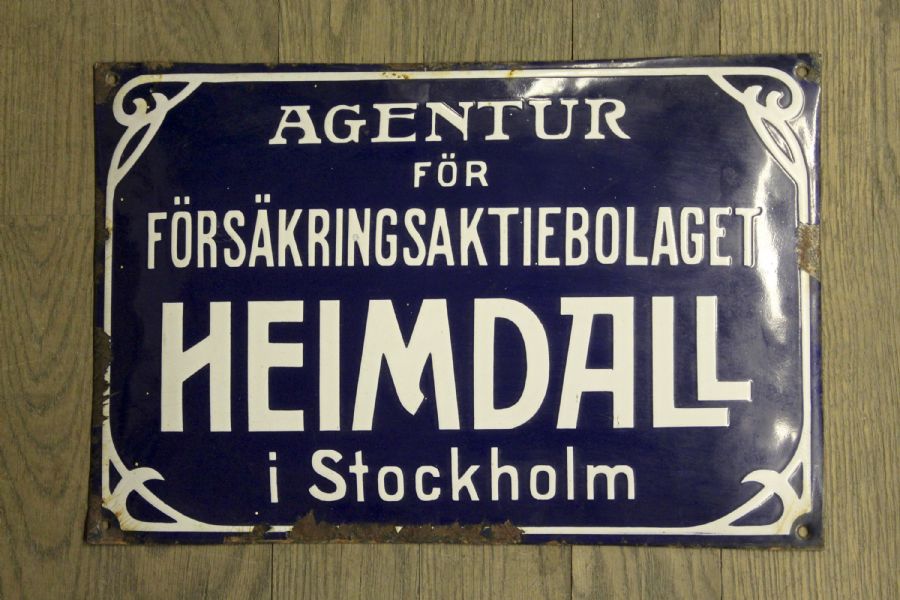 AGENTUR
FÖR
FÖRSÄKRINGSAKTIEBOLAGET
HEIMDALL
i Stockholm